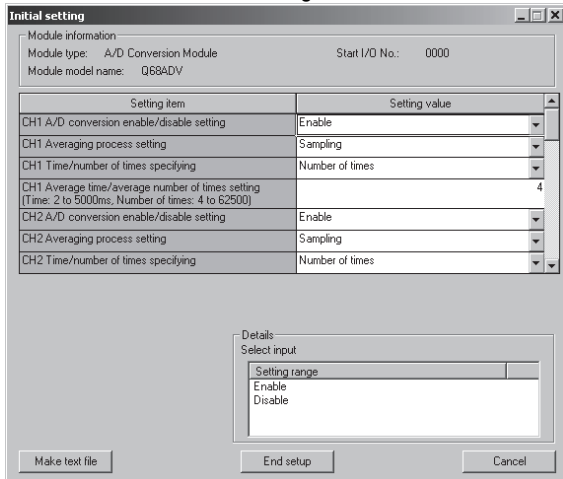 Initial setting
Module information
Module type: A/D Conversion Module Start I/O No.: 0000
Module model name: Q68ADV
Setting item Setting value
CH1 A/D conversion enable/disable setting Enable
CH1 Averaging process setting Sampling
CH1 Time/number of times specifying Number of times
CH1 Average time/average number of times setting
(Time: 2 to 5000ms, Number of times: 4 to 62500) 4
CH2 A/D conversion enable/disable setting Enable
CH2 Averaging process setting Sampling
CH2 Time/number of times specifying Number of times
Details
Select input
Setting range
Enable
Disable
Make text file End setup Cancel